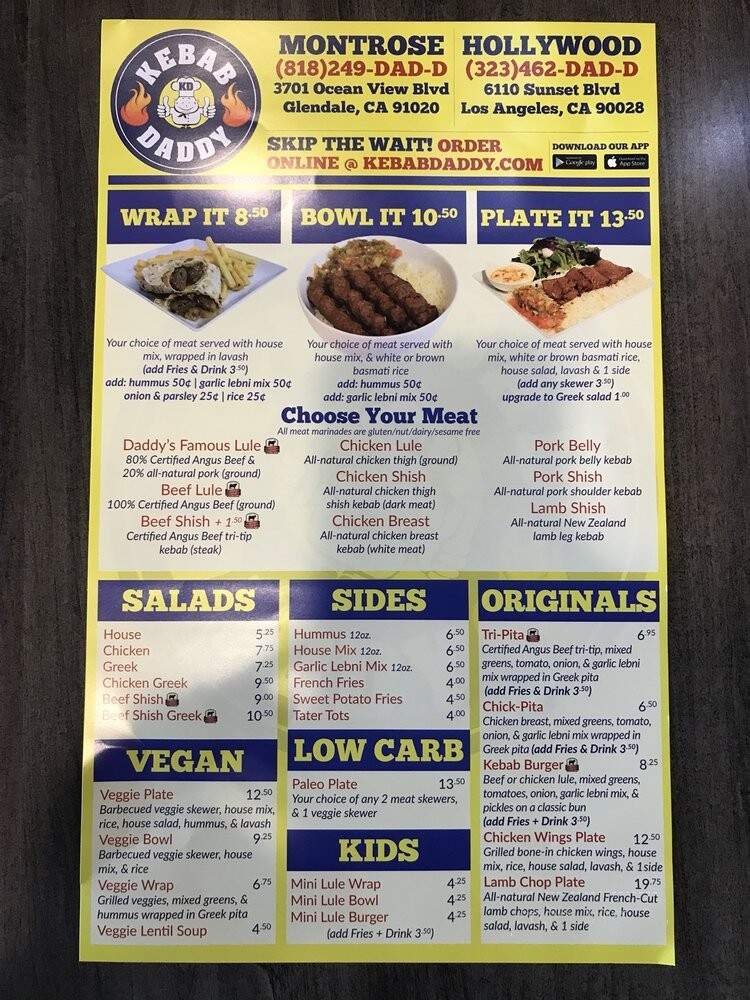 KEBAB
KD
DADDY
MONTROSE
(818)249-DAD-D
3701 Ocean View Blvd
Glendale, CA 91020
HOLLYWOOD
(323)462-DAD-D
6110 Sunset Blvd
Los Angeles, CA 90028
SKIP THE WAIT! ORDER
ONLINE @ KEBABDADDY.COM
DOWNLOAD OUR APP
Google play
App Store
WRAP IT 8.50
Your choice of meat served with house
mix, wrapped in lavash
(add Fries & Drink 3.50)
add: hummus 50¢ | garlic lebni mix 50¢
onion & parsley 25¢ | rice 25¢
BOWL IT 10.50
Your choice of meat served with
house mix, & white or brown
basmati rice
add: hummus 50¢
add: garlic lebni mix 50¢
PLATE IT 13.50
Your choice of meat served with house
mix, white or brown basmati rice,
house salad, lavash & 1 side
(add any skewer 3.50)
upgrade to Greek salad 1.00
Choose Your Meat
All meat marinades are gluten/nut/dairy/sesame free
Daddy's Famous Lule
80% Certified Angus Beef &
20% all-natural pork (ground)
Beef Lule
100% Certified Angus Beef (ground)
Beef Shish + 1.50
Certified Angus Beef tri-tip
kebab (steak)
Chicken Lule
All-natural chicken thigh (ground)
Chicken Shish
All-natural chicken thigh
shish kebab (dark meat)
Chicken Breast
All-natural chicken breast
kebab (white meat)
Pork Belly
All-natural pork belly kebab
Pork Shish
All-natural pork shoulder kebab
Lamb Shish
All-natural New Zealand
lamb leg kebab
SALADS
House 5.25
Chicken 7.75
Greek 7.25
Chicken Greek 9.50
Beef Shish 9.00
Beef Shish Greek 10.50
VEGAN
Veggie Plate 12.50
Barbecued veggie skewer, house mix,
rice, house salad, hummus, & lavash
Veggie Bowl 9.25
Barbecued veggie skewer, house
mix, & rice
Veggie Wrap 6.75
Grilled veggies, mixed greens, &
hummus wrapped in Greek pita
Veggie Lentil Soup 4.50
SIDES
Hummus 12oz. 6.50
House Mix 12oz. 6.50
Garlic Lebni Mix 12oz. 6.50
French Fries 4.00
Sweet Potato Fries 4.50
Tater Tots 4.00
LOW CARB
Paleo Plate 13.50
Your choice of any 2 meat skewers,
& 1 veggie skewer
KIDS
Mini Lule Wrap 4.25
Mini Lule Bowl 4.25
Mini Lule Burger 4.25
(add Fries + Drink 3.50)
ORIGINALS
Tri-Pita 6.95
Certified Angus Beef tri-tip, mixed
greens, tomato, onion, & garlic lebni
mix wrapped in Greek pita
(add Fries & Drink 3.50)
Chick-Pita 6.50
Chicken breast, mixed greens, tomato,
onion, & garlic lebni mix wrapped in
Greek pita (add Fries & Drink 3.50)
Kebab Burger 8.25
Beef or chicken lule, mixed greens,
tomatoes, onion, garlic lebni mix, &
pickles on a classic bun
(add Fries + Drink 3.50)
Chicken Wings Plate 12.50
Grilled bone-in chicken wings, house
mix, rice, house salad, lavash, & 1 side
Lamb Chop Plate 19.75
All-natural New Zealand French-Cut
lamb chops, house mix, rice, house
salad, lavash, & 1 side